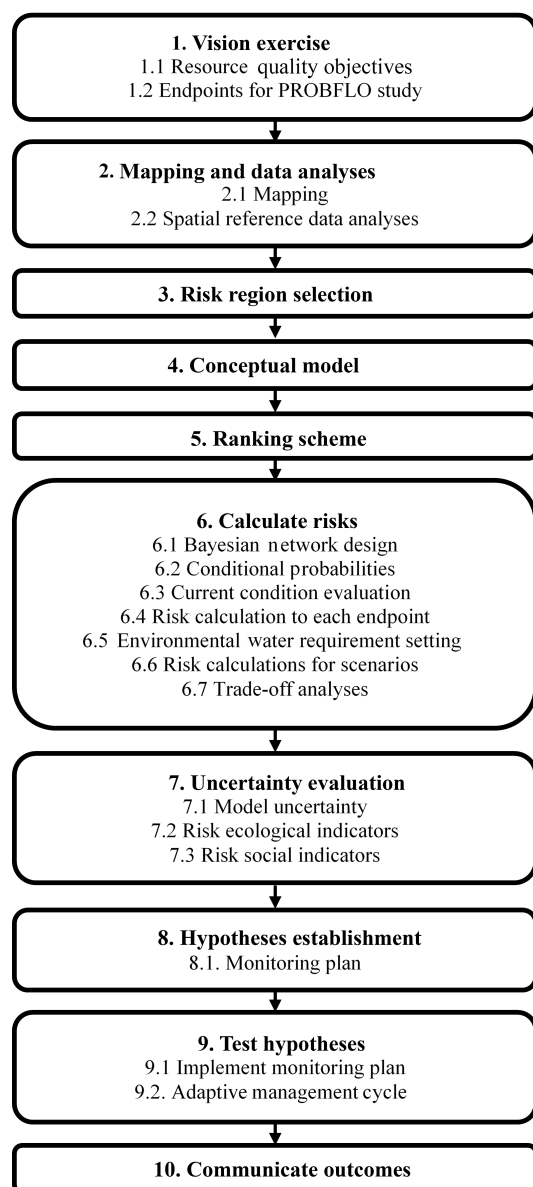 1. Vision exercise
1.1 Resource quality objectives
1.2 Endpoints for PROBFLO study
2. Mapping and data analyses
2.1 Mapping
2.2 Spatial reference data analyses
3. Risk region selection
4. Conceptual model
5. Ranking scheme
6. Calculate risks
6.1 Bayesian network design
6.2 Conditional probabilities
6.3 Current condition evaluation
6.4 Risk calculation to each endpoint
6.5 Environmental water requirement setting
6.6 Risk calculations for scenarios
6.7 Trade-off analyses
7. Uncertainty evaluation
7.1 Model uncertainty
7.2 Risk ecological indicators
7.3 Risk social indicators
8. Hypotheses establishment
8.1. Monitoring plan
9. Test hypotheses
9.1 Implement monitoring plan
9.2. Adaptive management cycle
10. Communicate outcomes